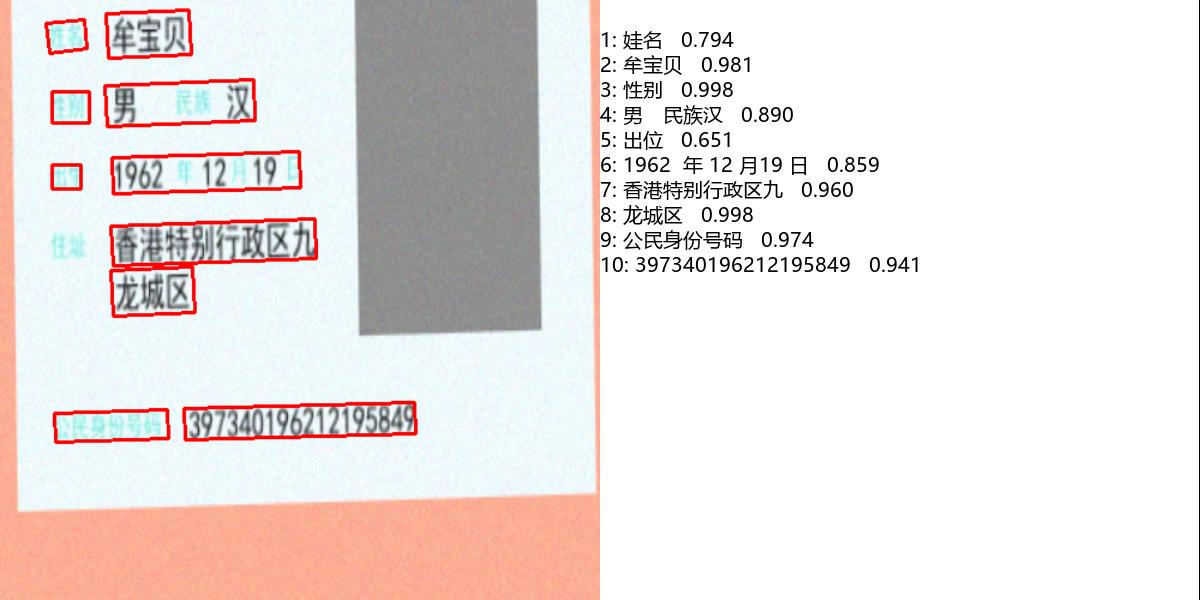 姓名 牟宝贝
性别 男 民族 汉
出生 1962 年 12 月 19 日
住址 香港特别行政区九
龙城区
公民身份号码 397340196212195849
1: 娃名 0.794
2: 牟宝贝 0.981
3: 性别 0.998
4: 男 民族汉 0.890
5: 出位 0.651
6: 1962 年 12 月19 日 0.859
7: 香港特别行政区九 0.960
8: 龙城区 0.998
9: 公民身份号码 0.974
10: 397340196212195849 0.941